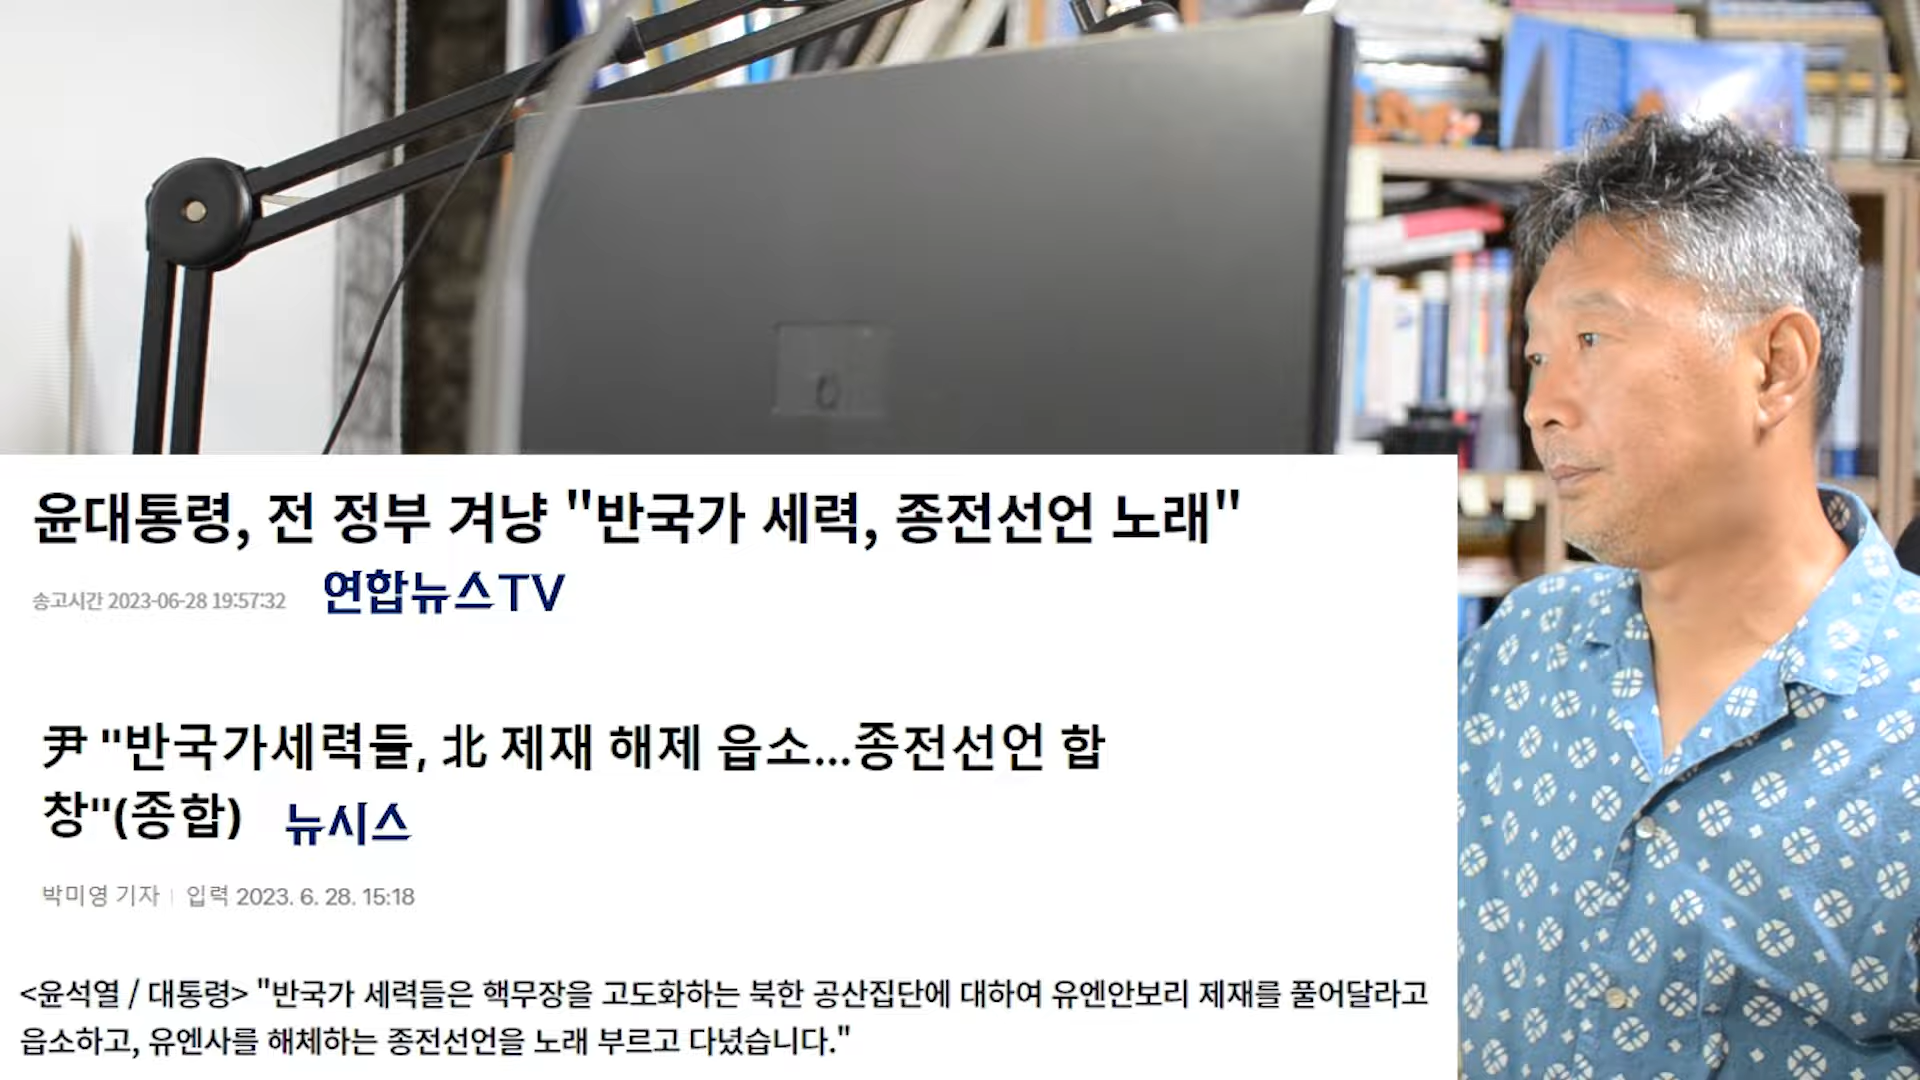 윤대통령, 전 정부 겨냥 "반국가 세력, 종전선언 노래"
송고시간 2023-06-28 19:57:32 연합뉴스TV
尹 "반국가세력들, 北 제재 해제 읍소...종전선언 합
창"(종합) 뉴시스
박미영 기자 | 입력 2023. 6. 28. 15:18
<윤석열 / 대통령> "반국가 세력들은 핵무장을 고도화하는 북한 공산집단에 대하여 유엔안보리 제재를 풀어달라고
읍소하고, 유엔사를 해체하는 종전선언을 노래 부르고 다녔습니다."